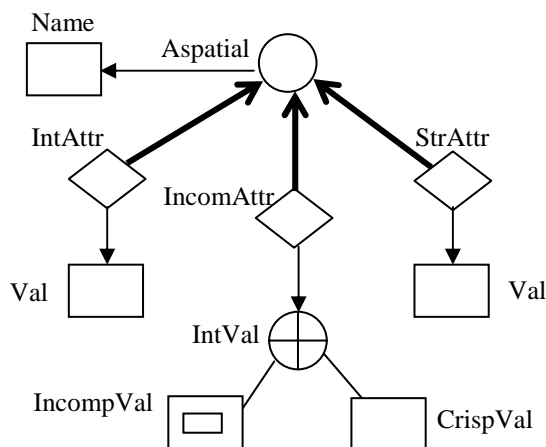 Name
Aspatial
IntAttr
StrAttr
IncomAttr
Val
Val
IntVal
IncompVal
CrispVal